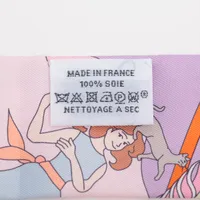 MADE IN FRANCE
100% SOIE
NETTOYAGE A SEC